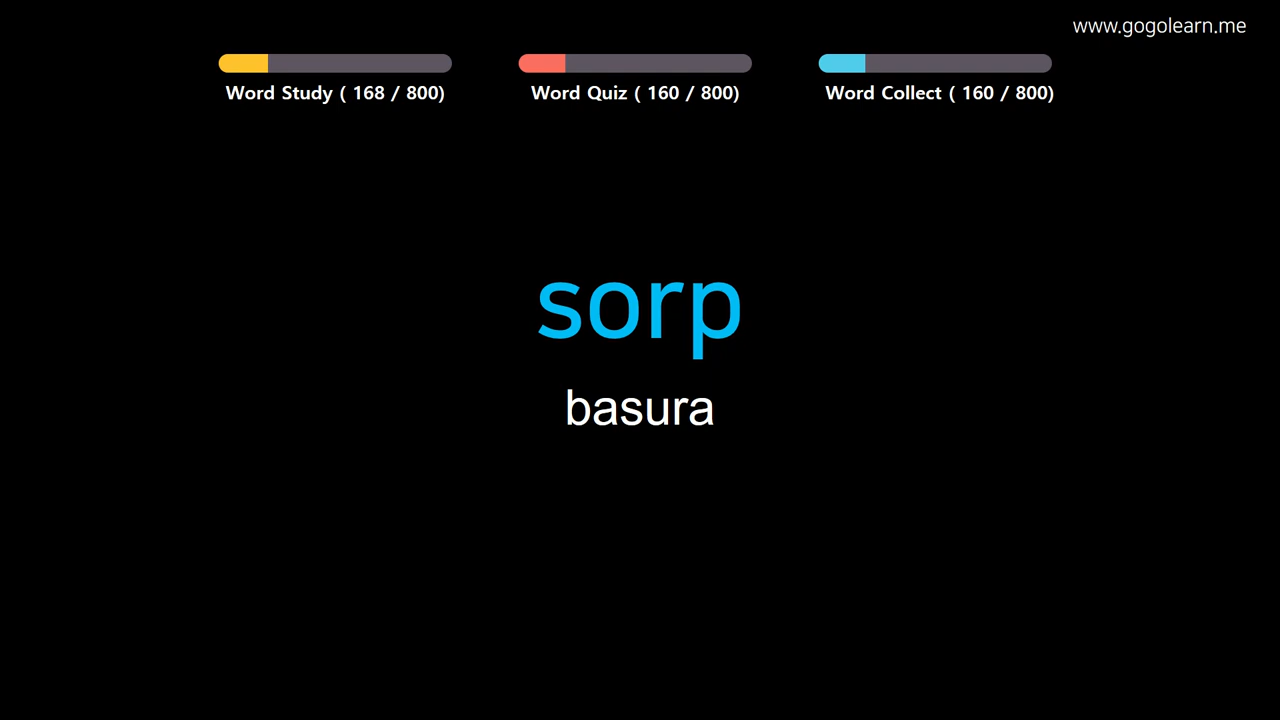 www.gogolearn.me
Word Study ( 168 / 800)
Word Quiz ( 160 / 800)
Word Collect ( 160 / 800)
sorp
basura